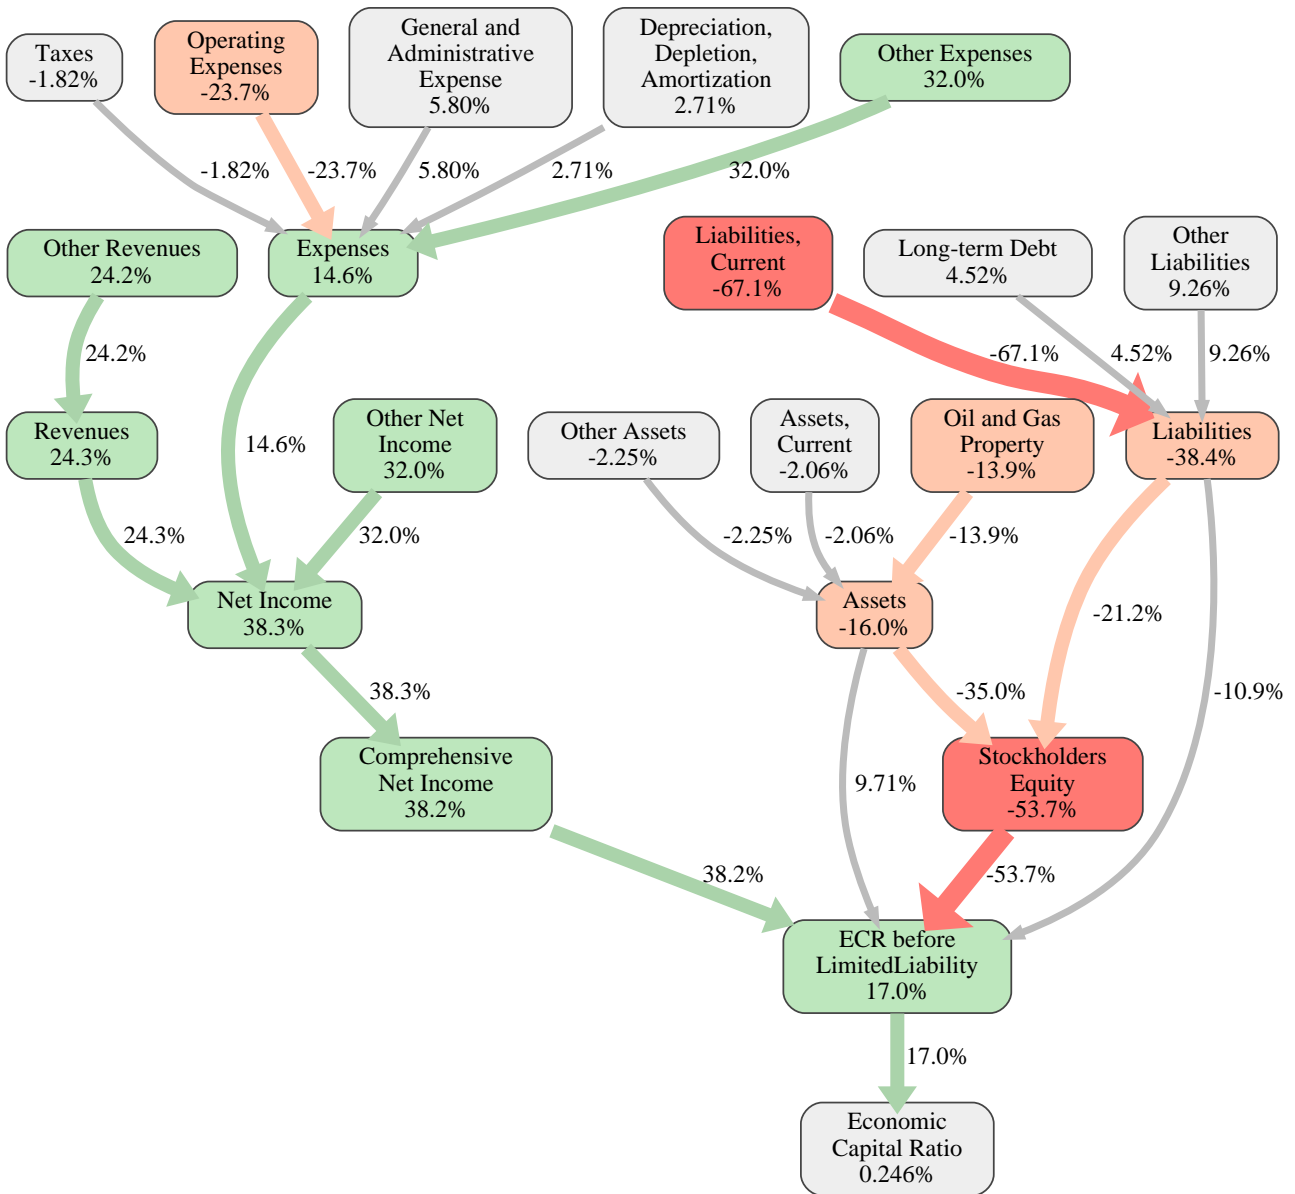 Taxes
-1.82%
Operating
Expenses
-23.7%
General and
Administrative
Expense
5.80%
Depreciation,
Depletion,
Amortization
2.71%
Other Expenses
32.0%
-1.82%
-23.7%
5.80%
2.71%
32.0%
Other Revenues
24.2%
Expenses
14.6%
Liabilities,
Current
-67.1%
Long-term Debt
4.52%
Other
Liabilities
9.26%
24.2%
-67.1%
4.52%
9.26%
Revenues
24.3%
14.6%
Other Net
Income
32.0%
Other Assets
-2.25%
Assets,
Current
-2.06%
Oil and Gas
Property
-13.9%
Liabilities
-38.4%
24.3%
32.0%
-2.25%
-2.06%
-13.9%
Net Income
38.3%
Assets
-16.0%
-21.2%
38.3%
-35.0%
-10.9%
Comprehensive
Net Income
38.2%
9.71%
Stockholders
Equity
-53.7%
38.2%
-53.7%
ECR before
LimitedLiability
17.0%
17.0%
Economic
Capital Ratio
0.246%